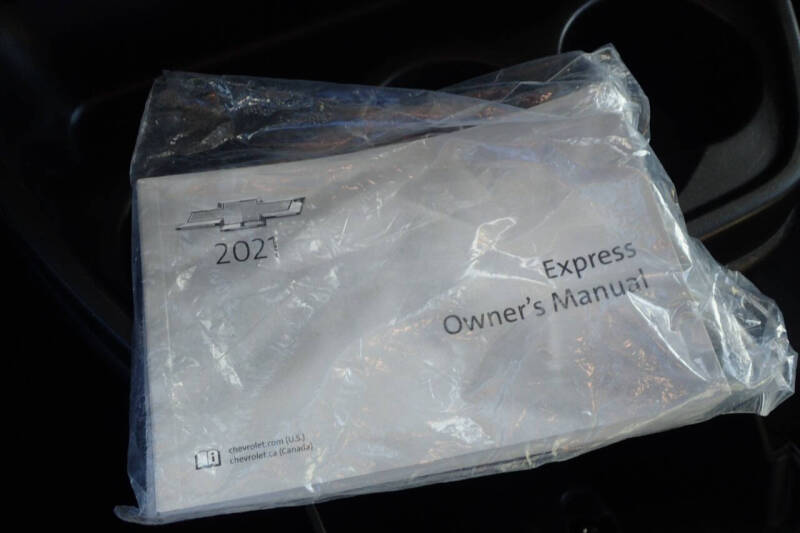 2021
Express
Owner's Manual
chevrolet.com (U.S.)
chevrolet.ca (Canada)